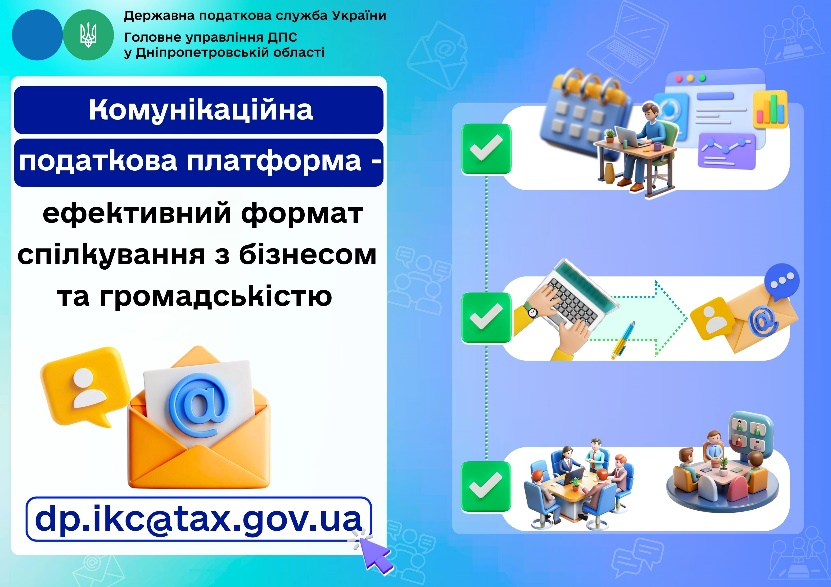 Державна податкова служба України
Головне управління ДПС
у Дніпропетровській області
Комунікаційна
податкова платформа -
ефективний формат
спілкування з бізнесом
та громадськістю
@
dp.ikc@tax.gov.ua
@